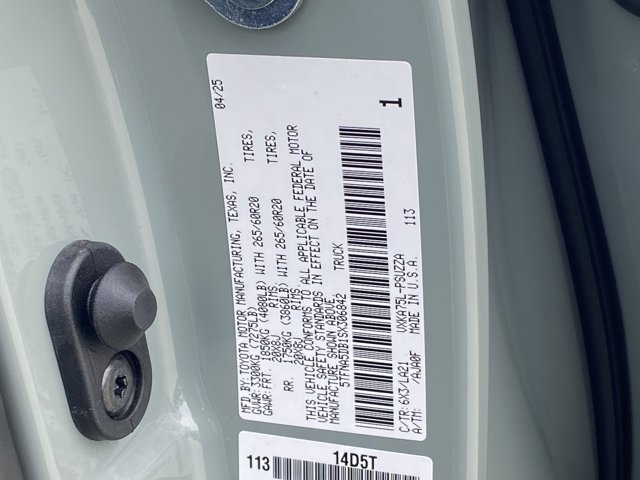 MFD.BY: TOYOTA MOTOR MANUFACTURING, TEXAS, INC. 04/25
GVWR: 3300KG (7275LB)
GAWR: FRT. 1850KG (4080LB) WITH 265/60R20 TIRES,
20X8J RIMS
RR. 1750KG (3860LB) WITH 265/60R20 TIRES,
20X8J RIMS
THIS VEHICLE CONFORMS TO ALL APPLICABLE FEDERAL MOTOR
VEHICLE SAFETY STANDARDS IN EFFECT ON THE DATE OF
MANUFACTURE SHOWN ABOVE.
5TFNA5DB1SX306842 TRUCK
C/TR: 6X3/LA21 VXKA75L-PSUZZA 113
A/TM: /AJA0F MADE IN U.S.A. 1
113 14D5T